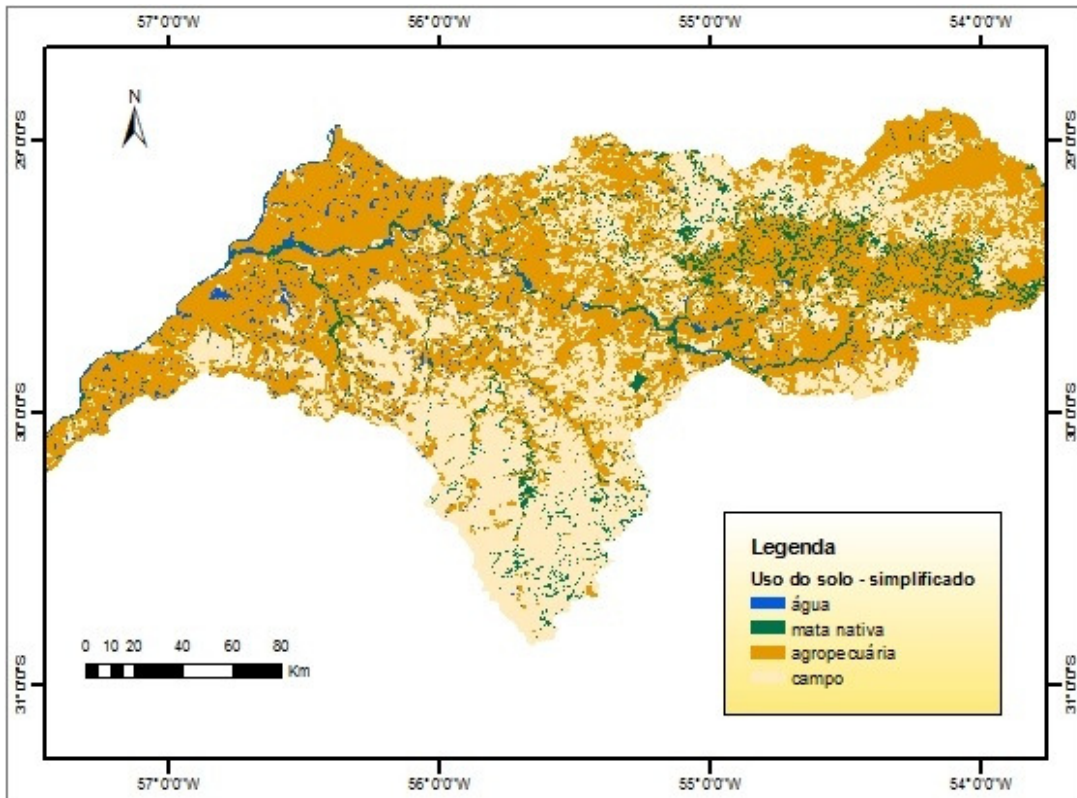 57°0'0"W 56°0'0"W 55°0'0"W 54°0'0"W
N
29°0'0"S 29°0'0"S
30°0'0"S 30°0'0"S
Legenda
Uso do solo - simplificado
água
mata nativa
agropecuária
campo
0 10 20 40 60 80
Km
31°0'0"S 31°0'0"S
57°0'0"W 56°0'0"W 55°0'0"W 54°0'0"W